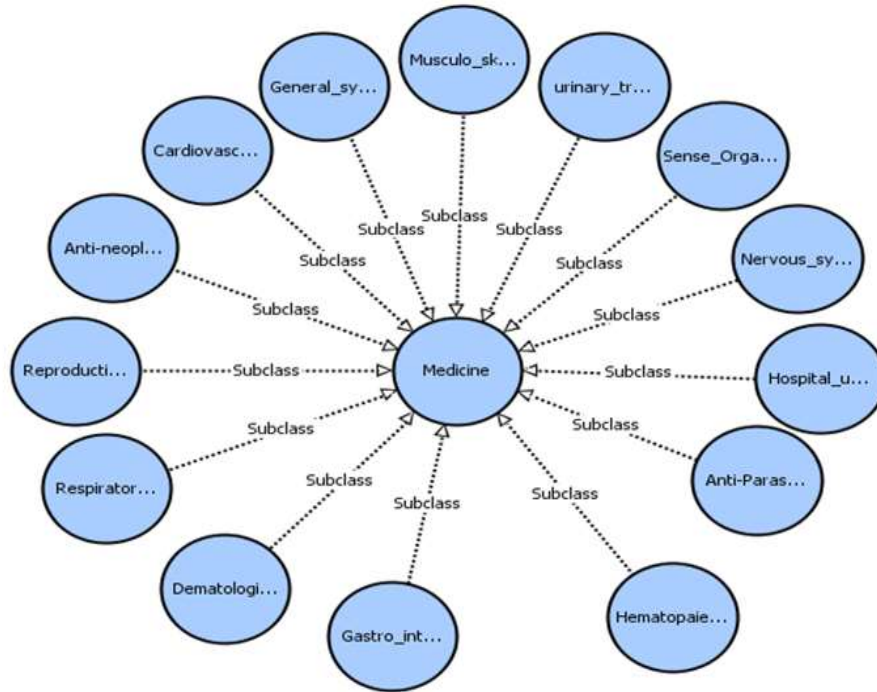 Musculo_sk...
General_sy...
urinary_tr...
Cardiovasc...
Sense_Orga...
Subclass
Subclass
Subclass
Subclass
Subclass
Anti-neopl...
Nervous_sy...
Subclass
Subclass
Reproducti...
Subclass
Medicine
Subclass
Hospital_u...
Subclass
Subclass
Respirator...
Anti-Paras...
Subclass
Subclass
Subclass
Dematologi...
Gastro_int...
Hematopaie...